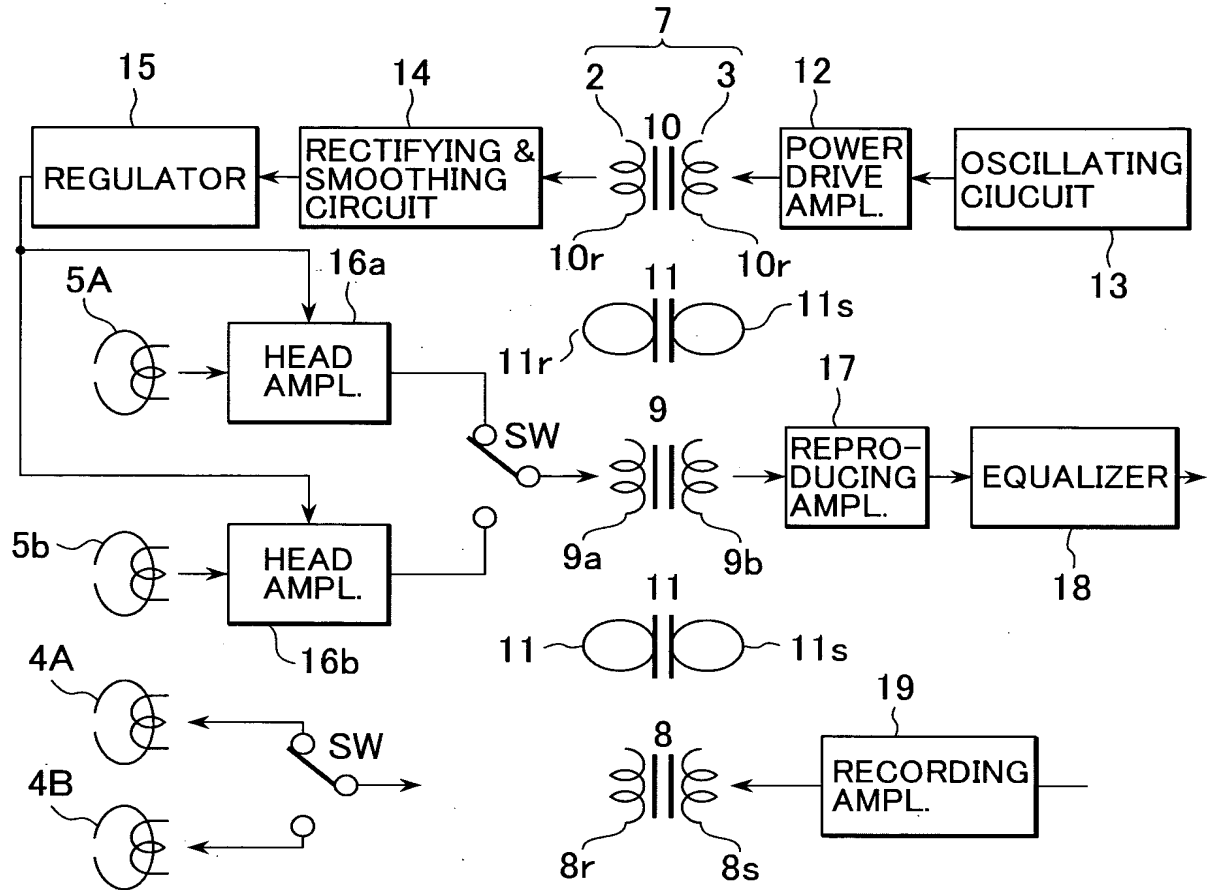 7
15
14
2
3
12
10
REGULATOR
RECTIFYING &
SMOOTHING
CIRCUIT
POWER
DRIVE
AMPL.
OSCILLATING
CIUCUIT
10r
10r
13
5A
16a
11
11s
11r
HEAD
AMPL.
SW
9
17
REPRO-
DUCING
AMPL.
EQUALIZER
5b
HEAD
AMPL.
9a
9b
18
16b
11
11
11s
4A
SW
8
19
RECORDING
AMPL.
4B
8r
8s